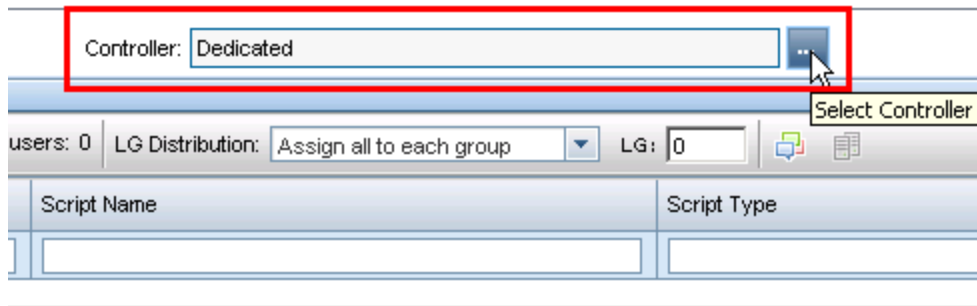 Controller: Dedicated ...
Select Controller
users: 0 LG Distribution: Assign all to each group LG: 0
Script Name Script Type